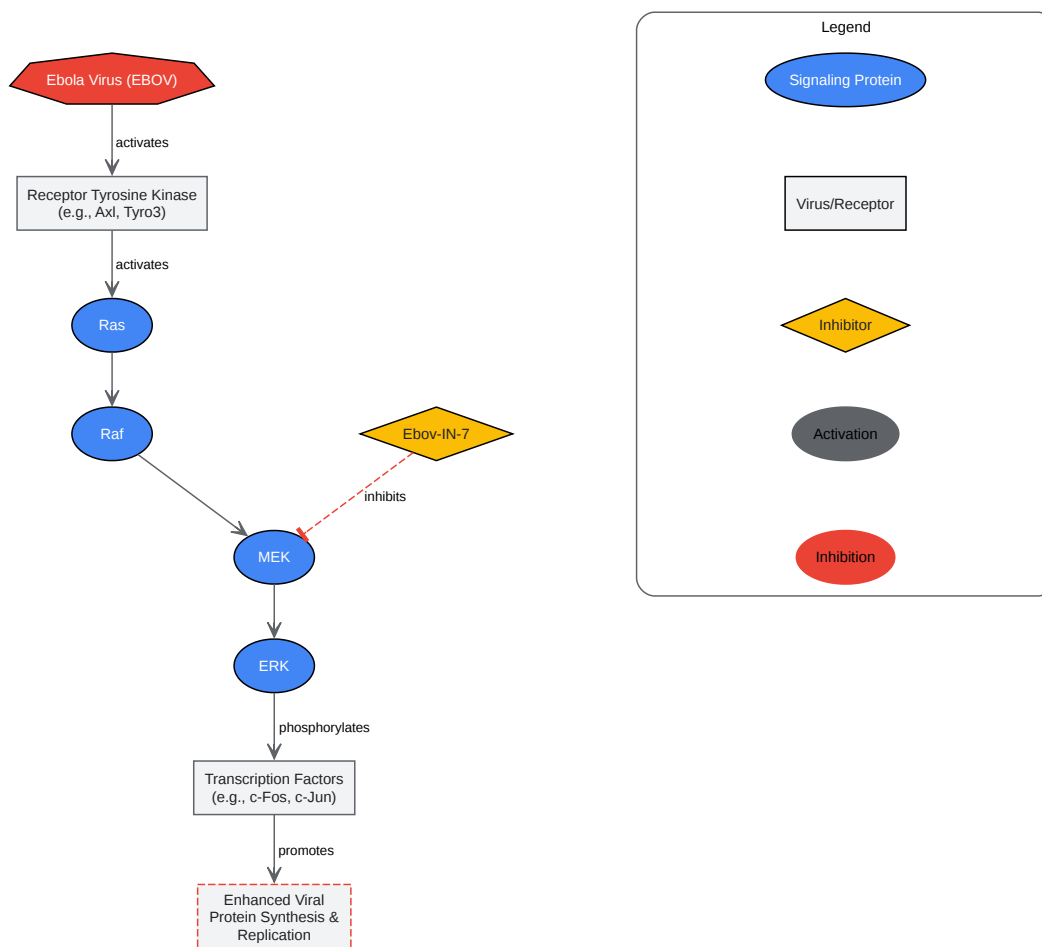 Ebola Virus (EBOV)
activates
Receptor Tyrosine Kinase
(e.g., Axl, Tyro3)
activates
Ras
Raf
Ebov-IN-7
inhibits
MEK
ERK
phosphorylates
Transcription Factors
(e.g., c-Fos, c-Jun)
promotes
Enhanced Viral
Protein Synthesis &
Replication
Legend
Signaling Protein
Virus/Receptor
Inhibitor
Activation
Inhibition